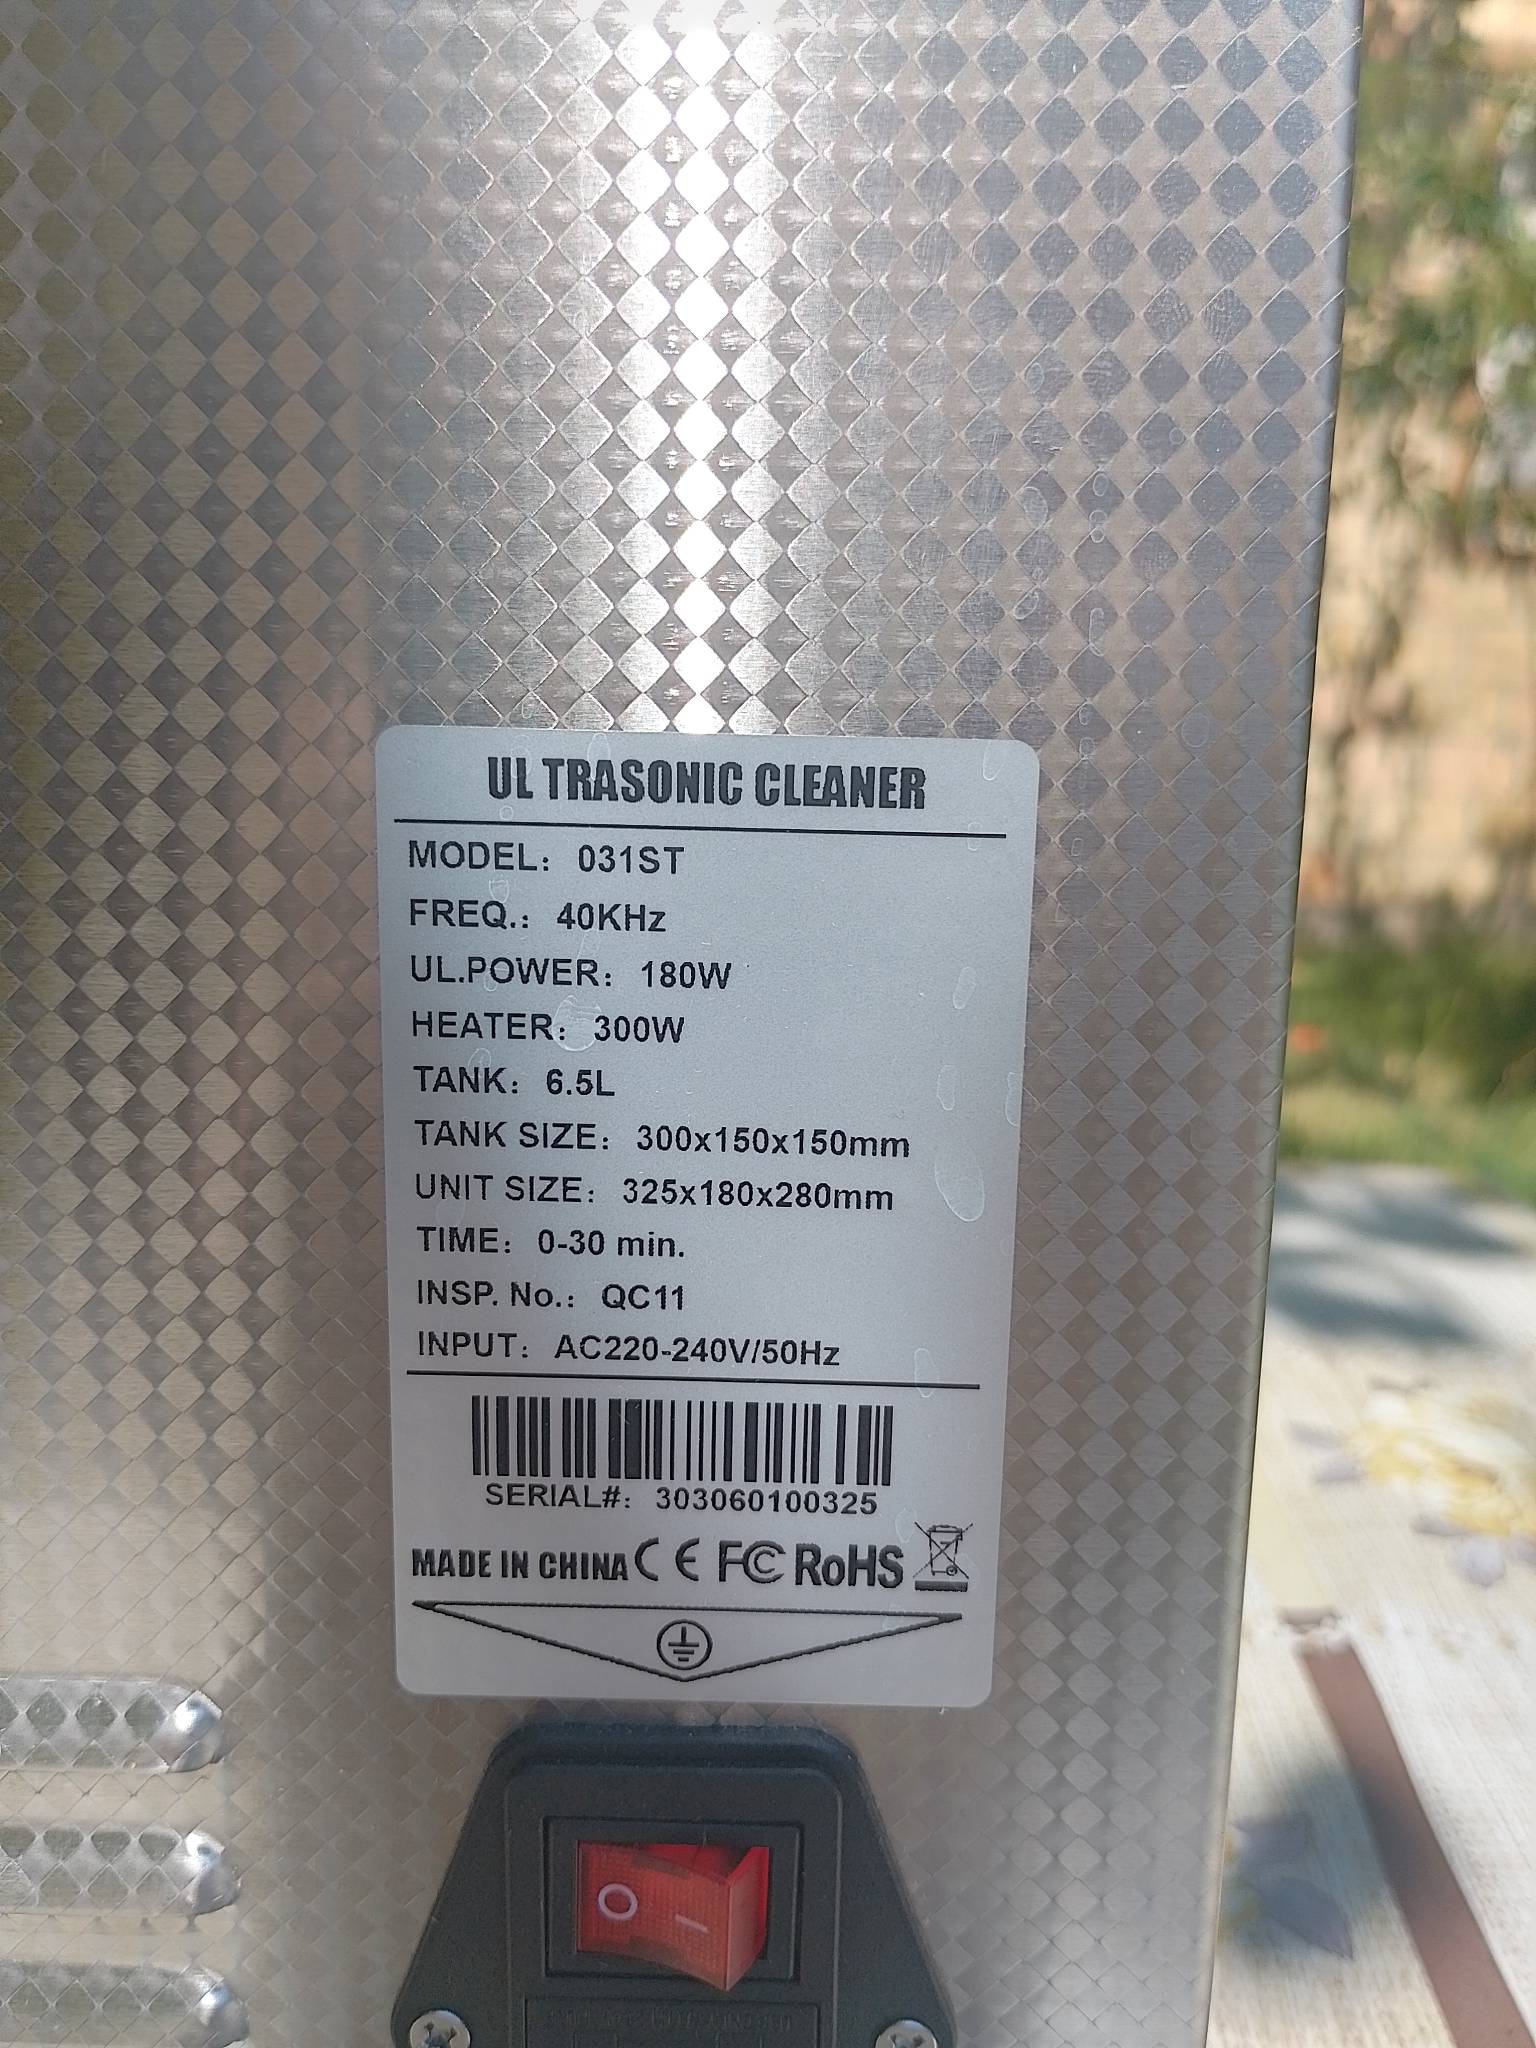 UL TRASONIC CLEANER
MODEL: 031ST
FREQ.: 40KHz
UL.POWER: 180W
HEATER: 300W
TANK: 6.5L
TANK SIZE: 300x150x150mm
UNIT SIZE: 325x180x280mm
TIME: 0-30 min.
INSP. No.: QC11
INPUT: AC220-240V/50Hz
SERIAL#: 303060100325
MADE IN CHINA CE FC RoHS
O –